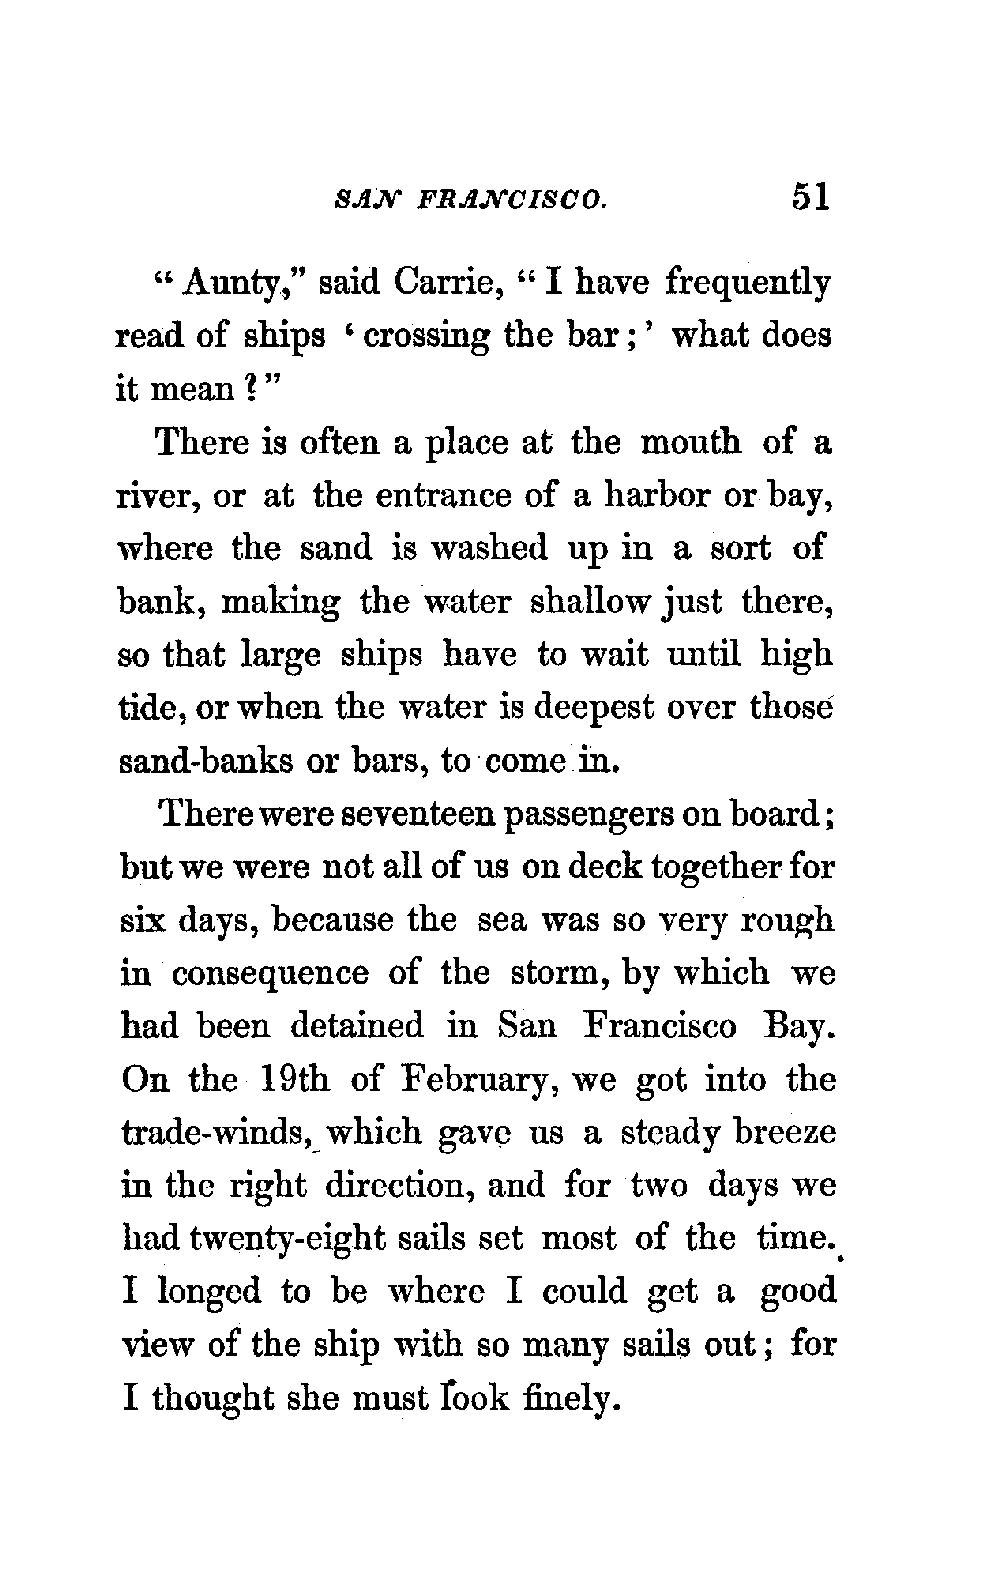 SAN FRANCISCO. 51
“ Aunty,” said Carrie, “ I have frequently
read of ships ‘ crossing the bar ; ’ what does
it mean ? ”
There is often a place at the mouth of a
river, or at the entrance of a harbor or bay,
where the sand is washed up in a sort of
bank, making the water shallow just there,
so that large ships have to wait until high
tide, or when the water is deepest over those
sand-banks or bars, to come in.
There were seventeen passengers on board ;
but we were not all of us on deck together for
six days, because the sea was so very rough
in consequence of the storm, by which we
had been detained in San Francisco Bay.
On the 19th of February, we got into the
trade-winds, which gave us a steady breeze
in the right direction, and for two days we
had twenty-eight sails set most of the time.
I longed to be where I could get a good
view of the ship with so many sails out ; for
I thought she must look finely.